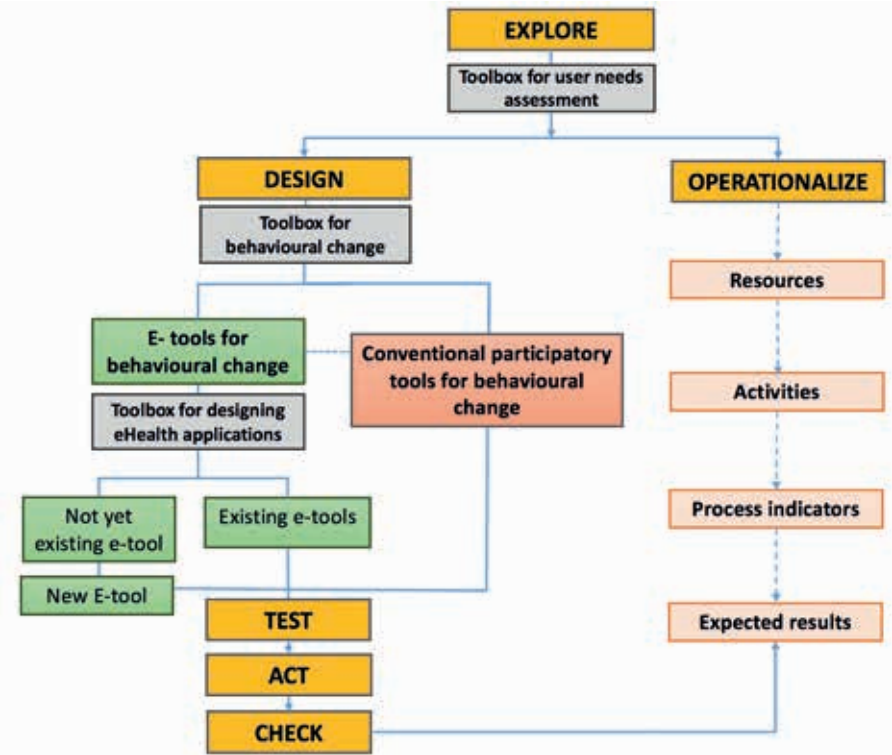 EXPLORE
Toolbox for user needs
assessment
DESIGN
OPERATIONALIZE
Toolbox for
behavioural change
Resources
E- tools for
behavioural change
Conventional participatory
tools for behavioural
change
Activities
Toolbox for designing
eHealth applications
Not yet
existing e-tool
Existing e-tools
Process indicators
New E-tool
TEST
Expected results
ACT
CHECK